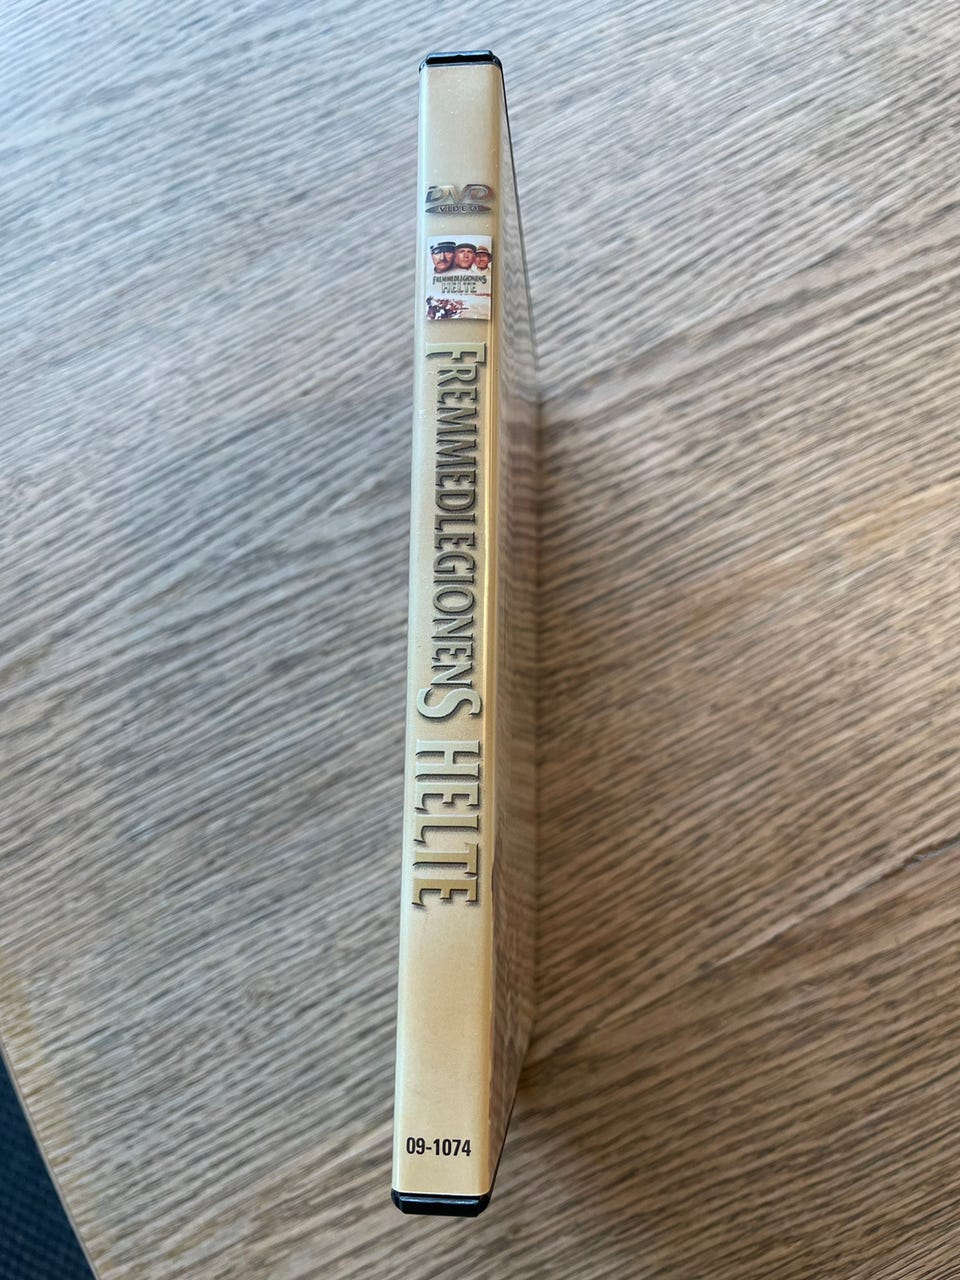 DVD
VIDEO
FREMMEDLEGIONENS
HELTE
FREMMEDLEGIONENS HELTE
09-1074